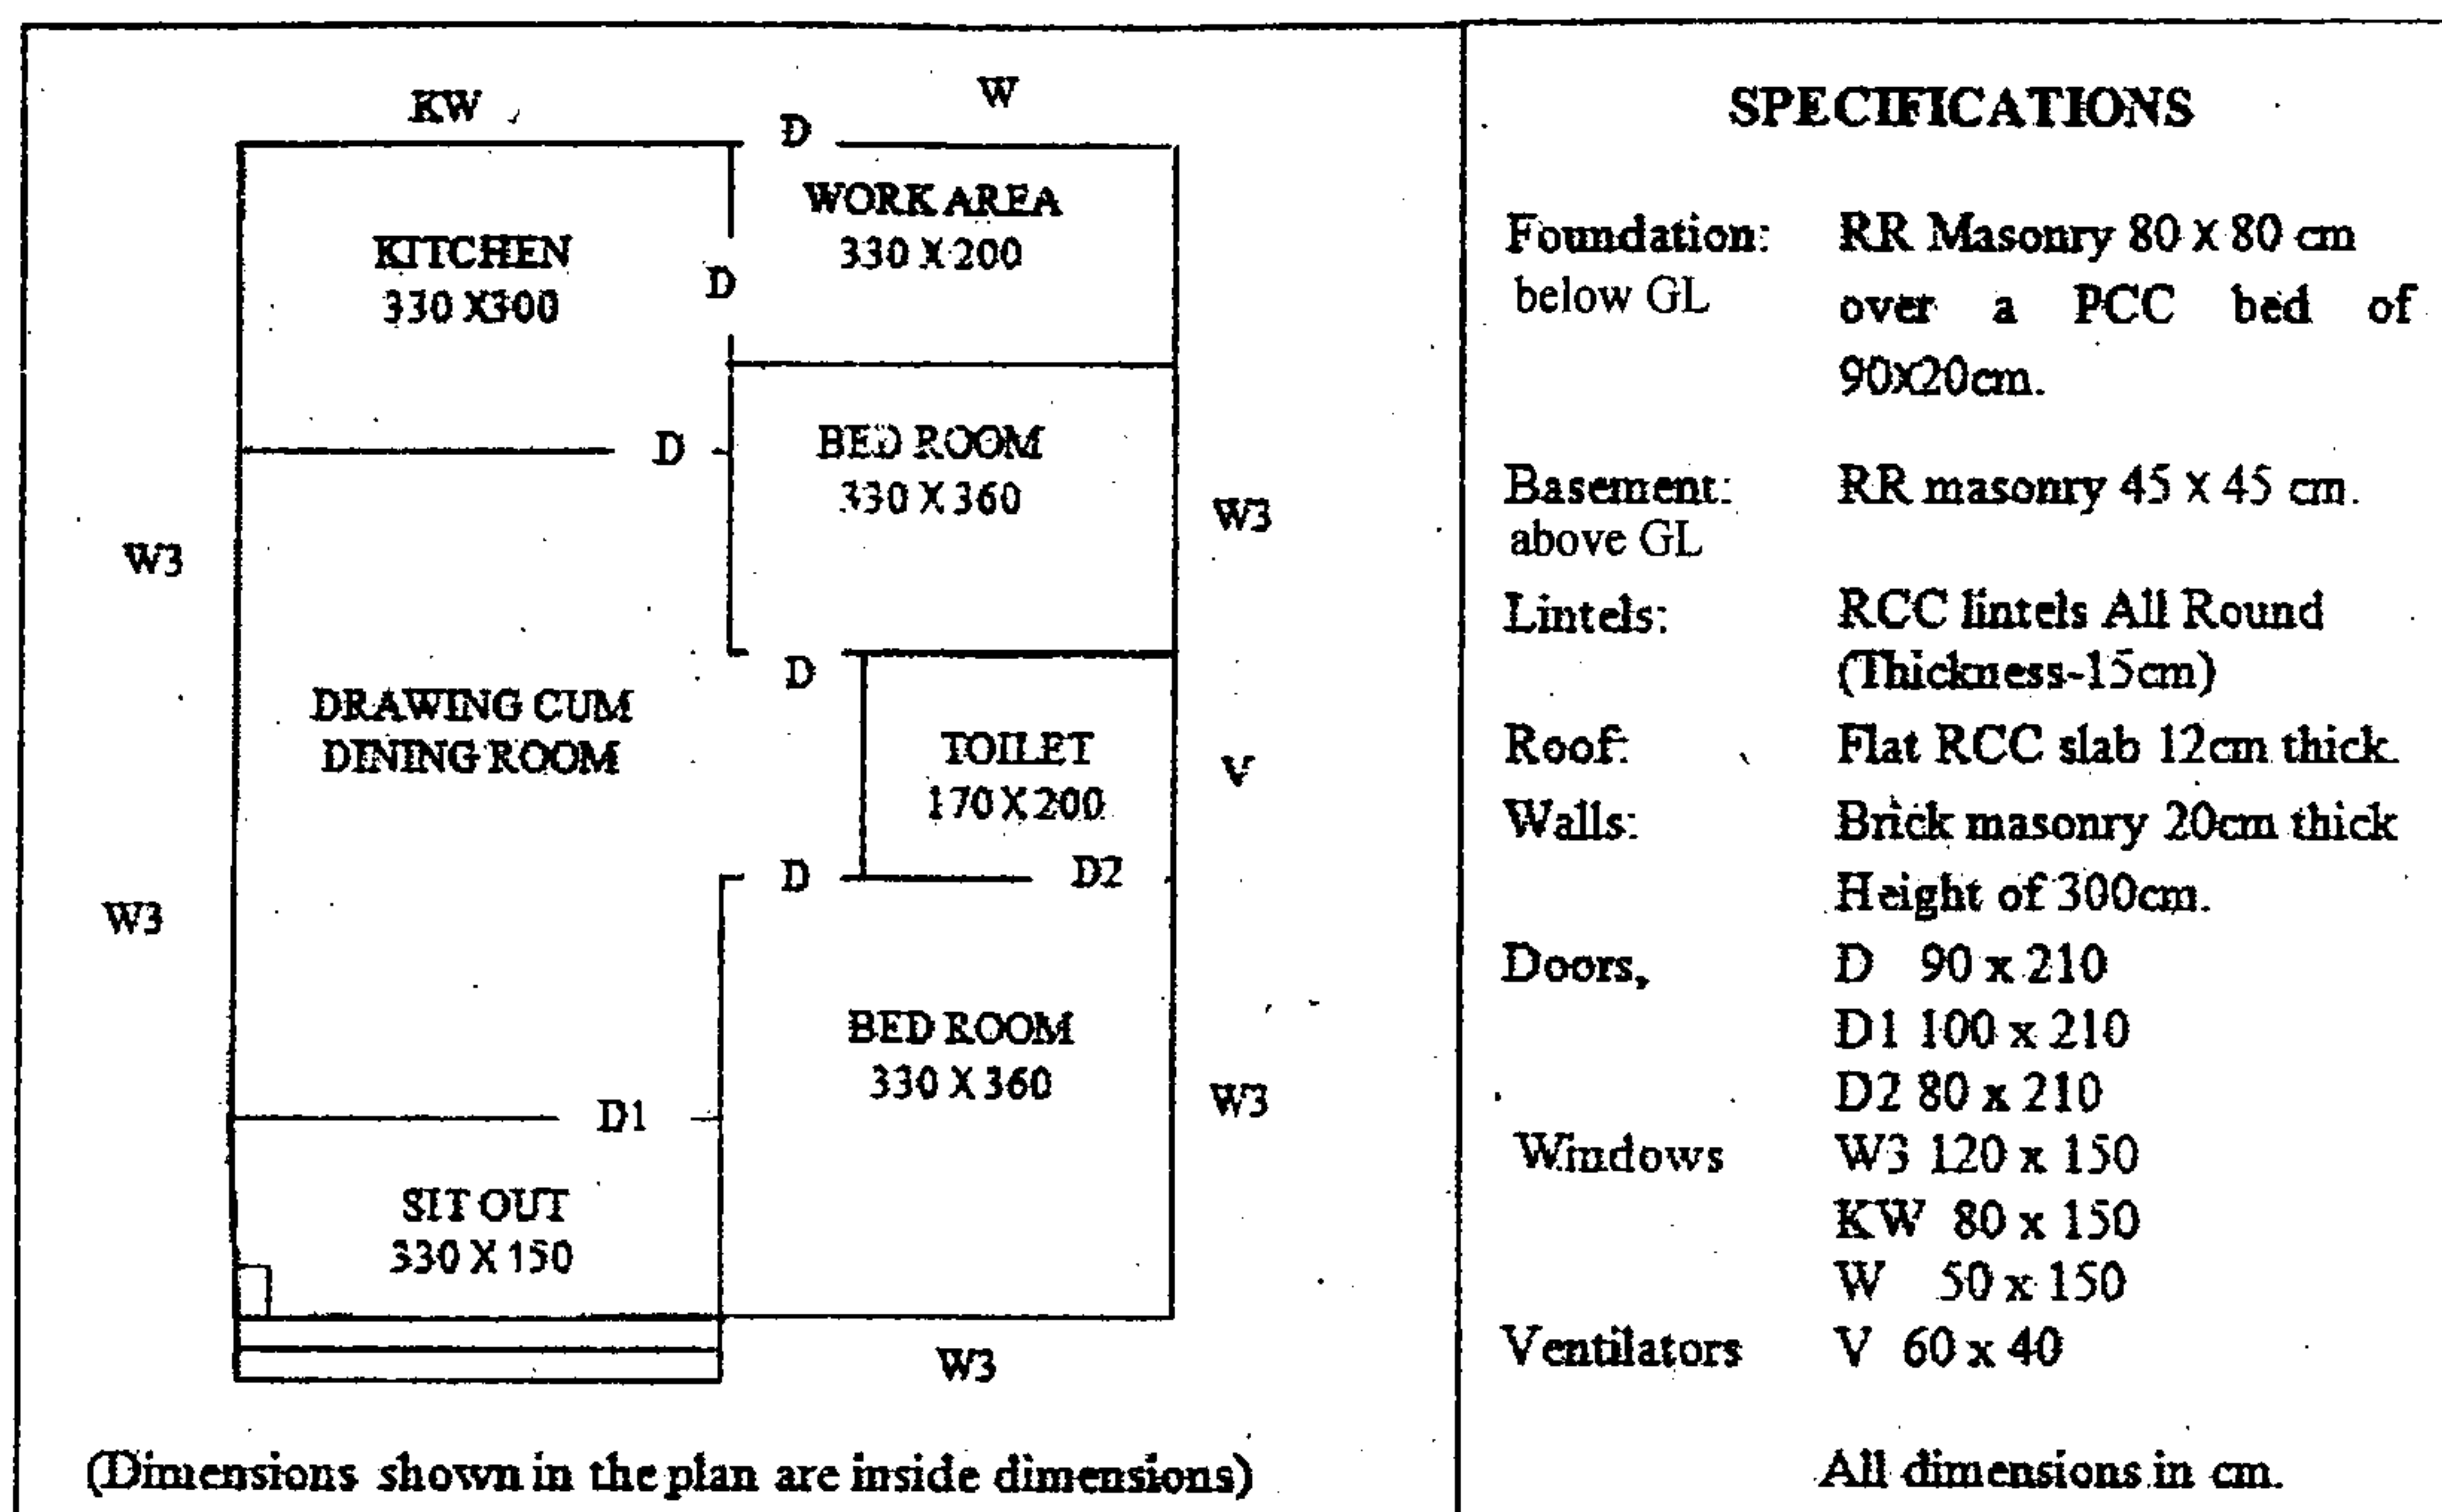 KW
W
D
WORK AREA
330 X 200
KITCHEN
330 X300
D
D
BED ROOM
330 X 360
W3
W3
D
DRAWING CUM
DINING ROOM
TOILET
170 X 200
V
D
D2
W3
BED ROOM
330 X 360
W3
D1
SIT OUT
330 X 150
W3
(Dimensions shown in the plan are inside dimensions)
SPECIFICATIONS
Foundation: RR Masonry 80 X 80 cm
below GL over a PCC bed of
90x20cm.
Basement: RR masonry 45 X 45 cm.
above GL
Lintels: RCC lintels All Round
(Thickness-15cm)
Roof: Flat RCC slab 12cm thick.
Walls: Brick masonry 20cm thick
Height of 300cm.
Doors, D 90 x 210
D1 100 x 210
D2 80 x 210
Windows W3 120 x 150
KW 80 x 150
W 50 x 150
Ventilators V 60 x 40
All dimensions in cm.